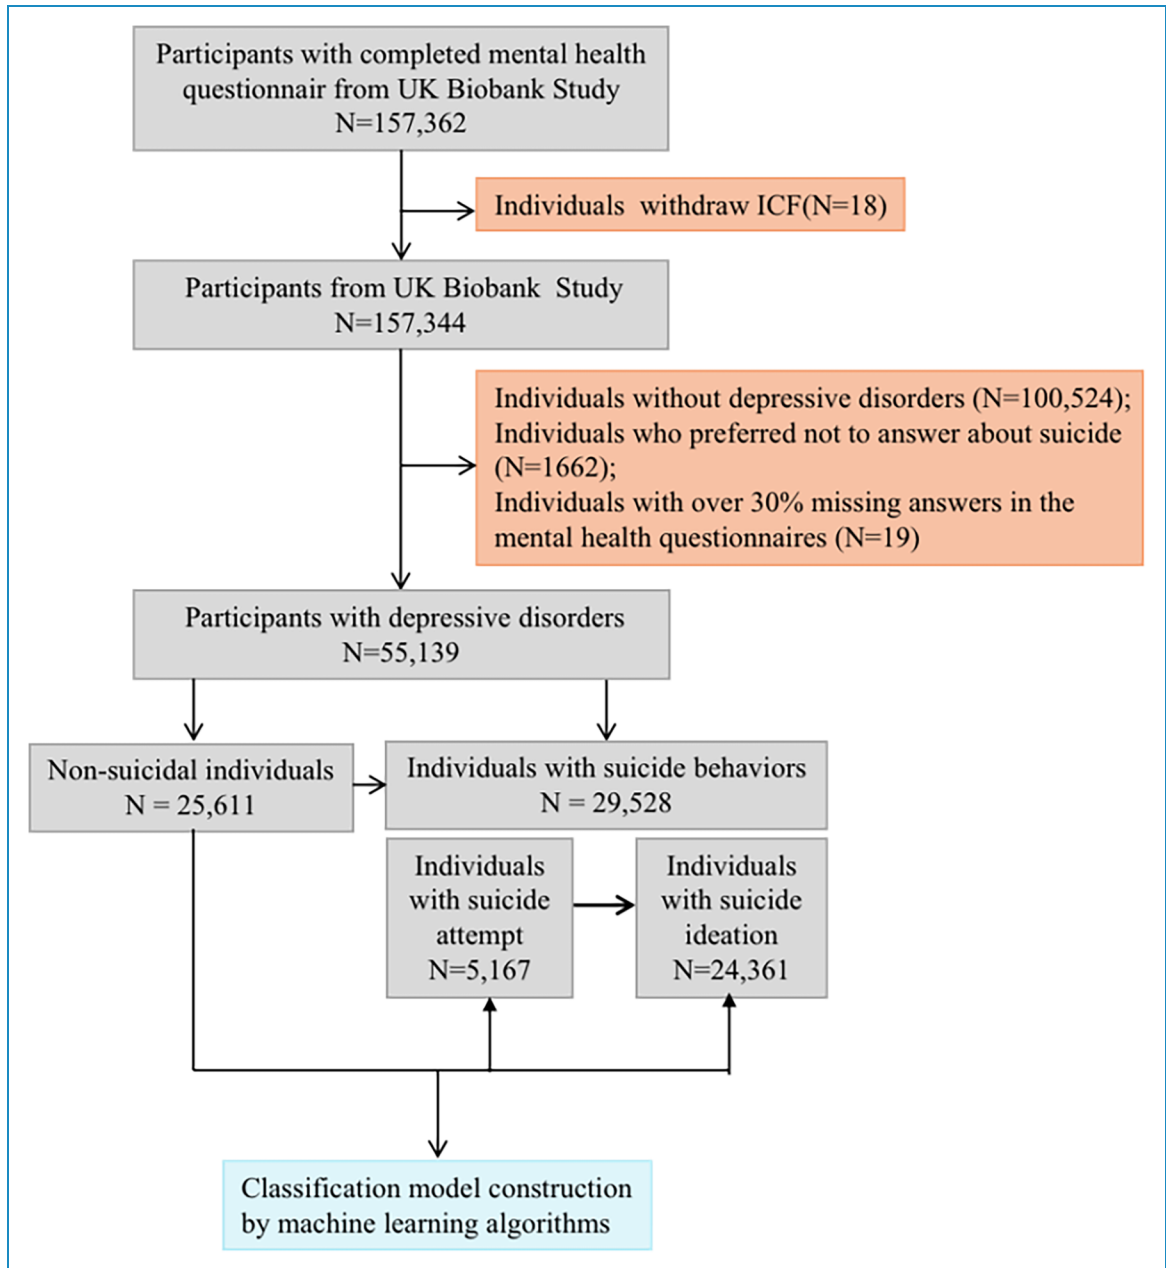 Participants with completed mental health
questionnair from UK Biobank Study
N=157,362
Individuals withdraw ICF(N=18)
Participants from UK Biobank Study
N=157,344
Individuals without depressive disorders (N=100,524);
Individuals who preferred not to answer about suicide
(N=1662);
Individuals with over 30% missing answers in the
mental health questionnaires (N=19)
Participants with depressive disorders
N=55,139
Non-suicidal individuals
N = 25,611
Individuals with suicide behaviors
N = 29,528
Individuals
with suicide
attempt
N=5,167
Individuals
with suicide
ideation
N=24,361
Classification model construction
by machine learning algorithms